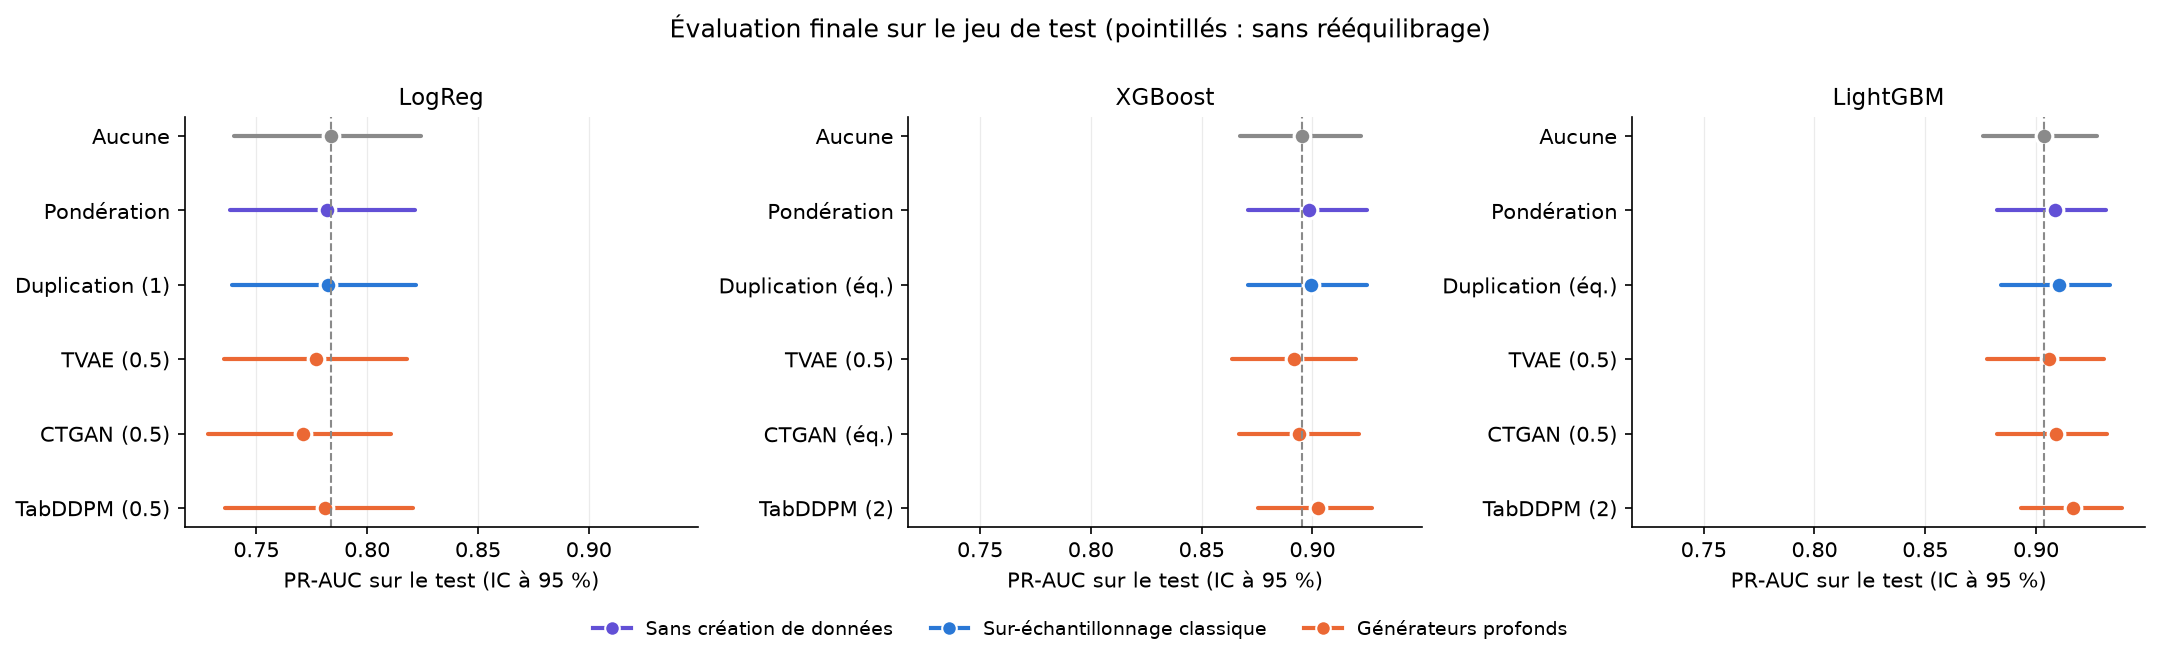 Évaluation finale sur le jeu de test (pointillés : sans rééquilibrage)
LogReg
Aucune
Pondération
Duplication (1)
TVAE (0.5)
CTGAN (0.5)
TabDDPM (0.5)
0.75 0.80 0.85 0.90
PR-AUC sur le test (IC à 95 %)
XGBoost
Aucune
Pondération
Duplication (éq.)
TVAE (0.5)
CTGAN (éq.)
TabDDPM (2)
0.75 0.80 0.85 0.90
PR-AUC sur le test (IC à 95 %)
LightGBM
Aucune
Pondération
Duplication (éq.)
TVAE (0.5)
CTGAN (0.5)
TabDDPM (2)
0.75 0.80 0.85 0.90
PR-AUC sur le test (IC à 95 %)
Sans création de données Sur-échantillonnage classique Générateurs profonds